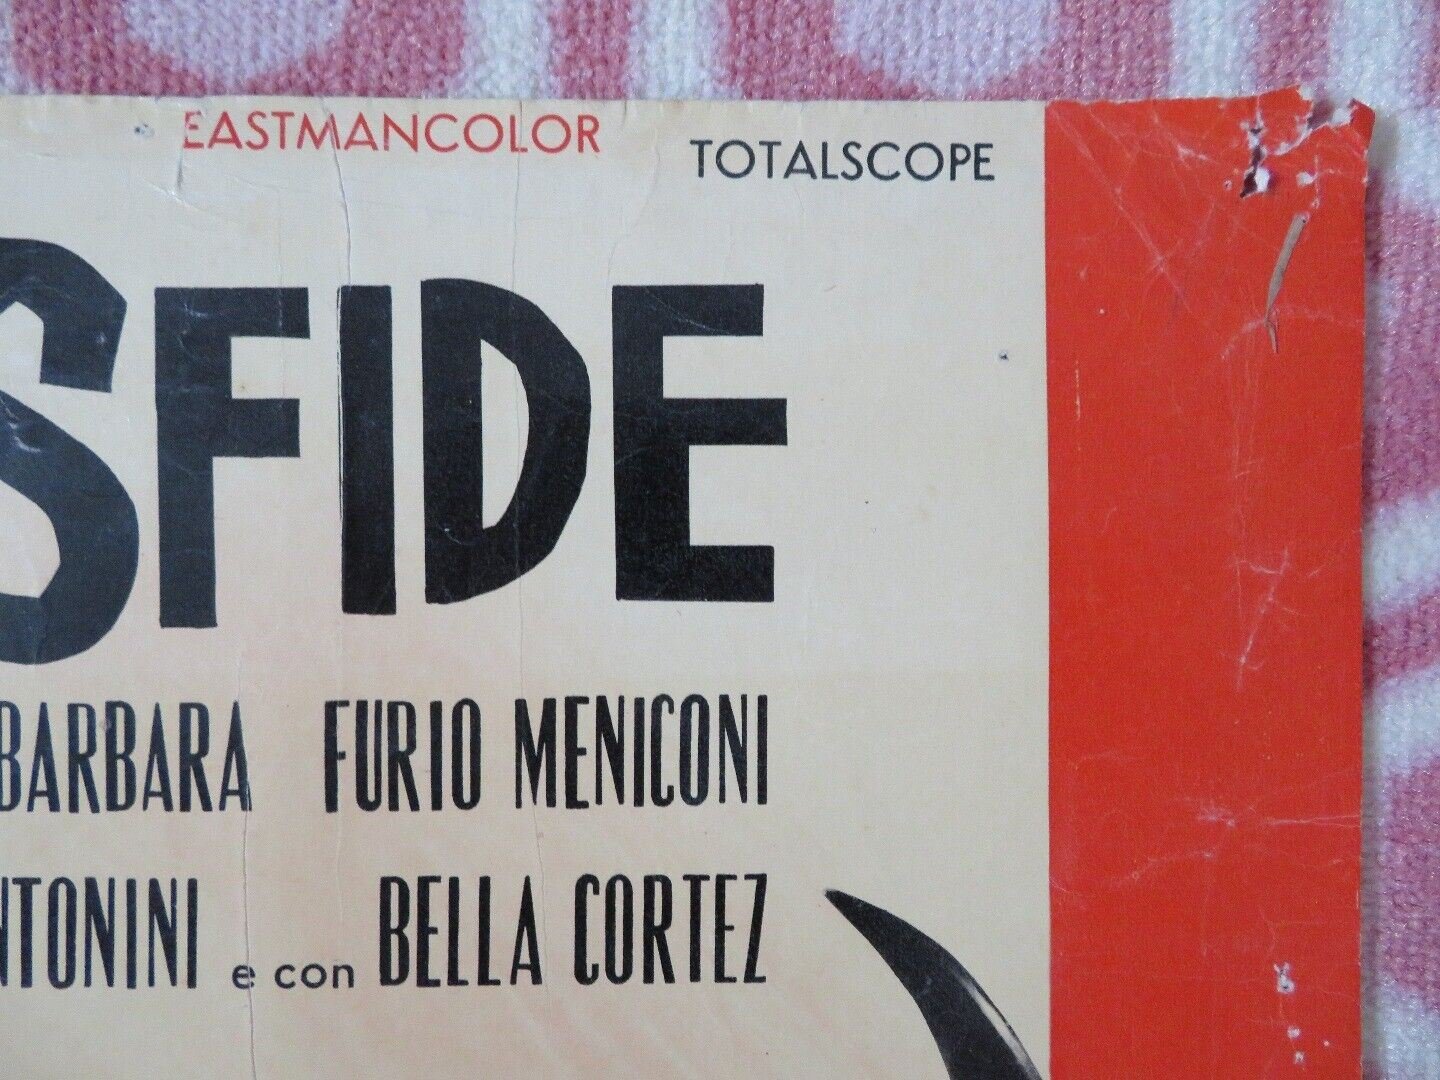 EASTMANCOLOR TOTALSCOPE
SFIDE
BARBARA FURIO MENICONI
NTONINI e con BELLA CORTEZ